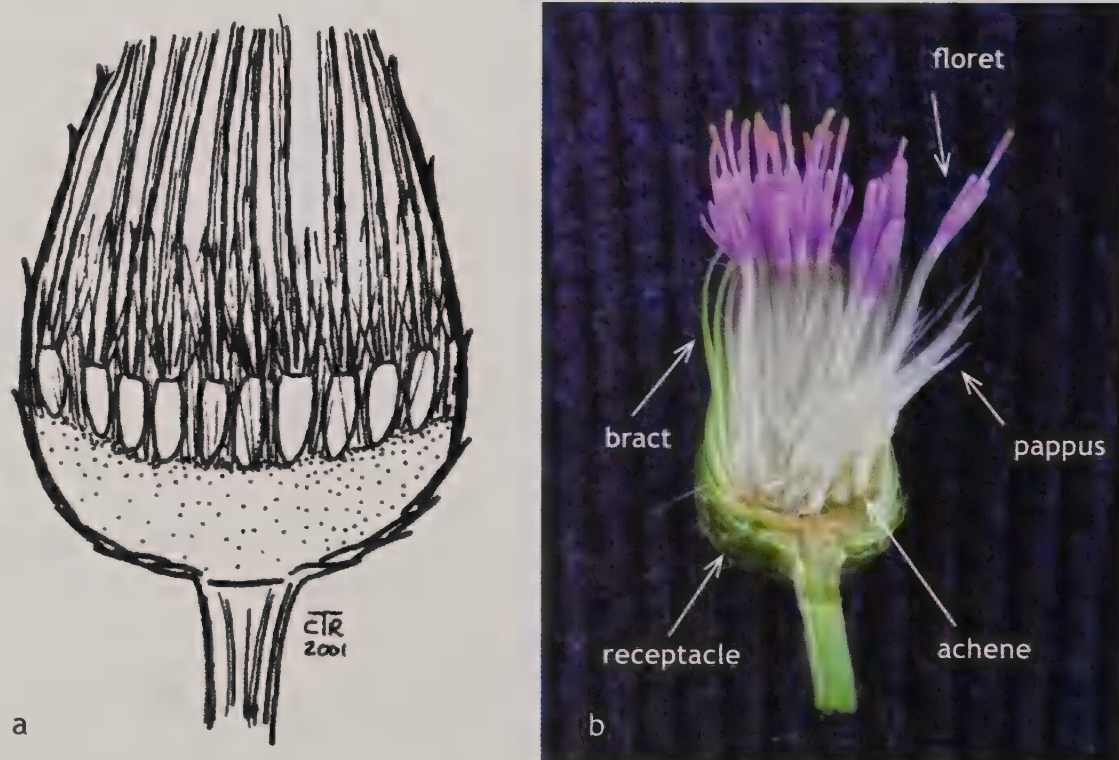 floret
bract
pappus
receptacle
achene
CTR
2001
a
b